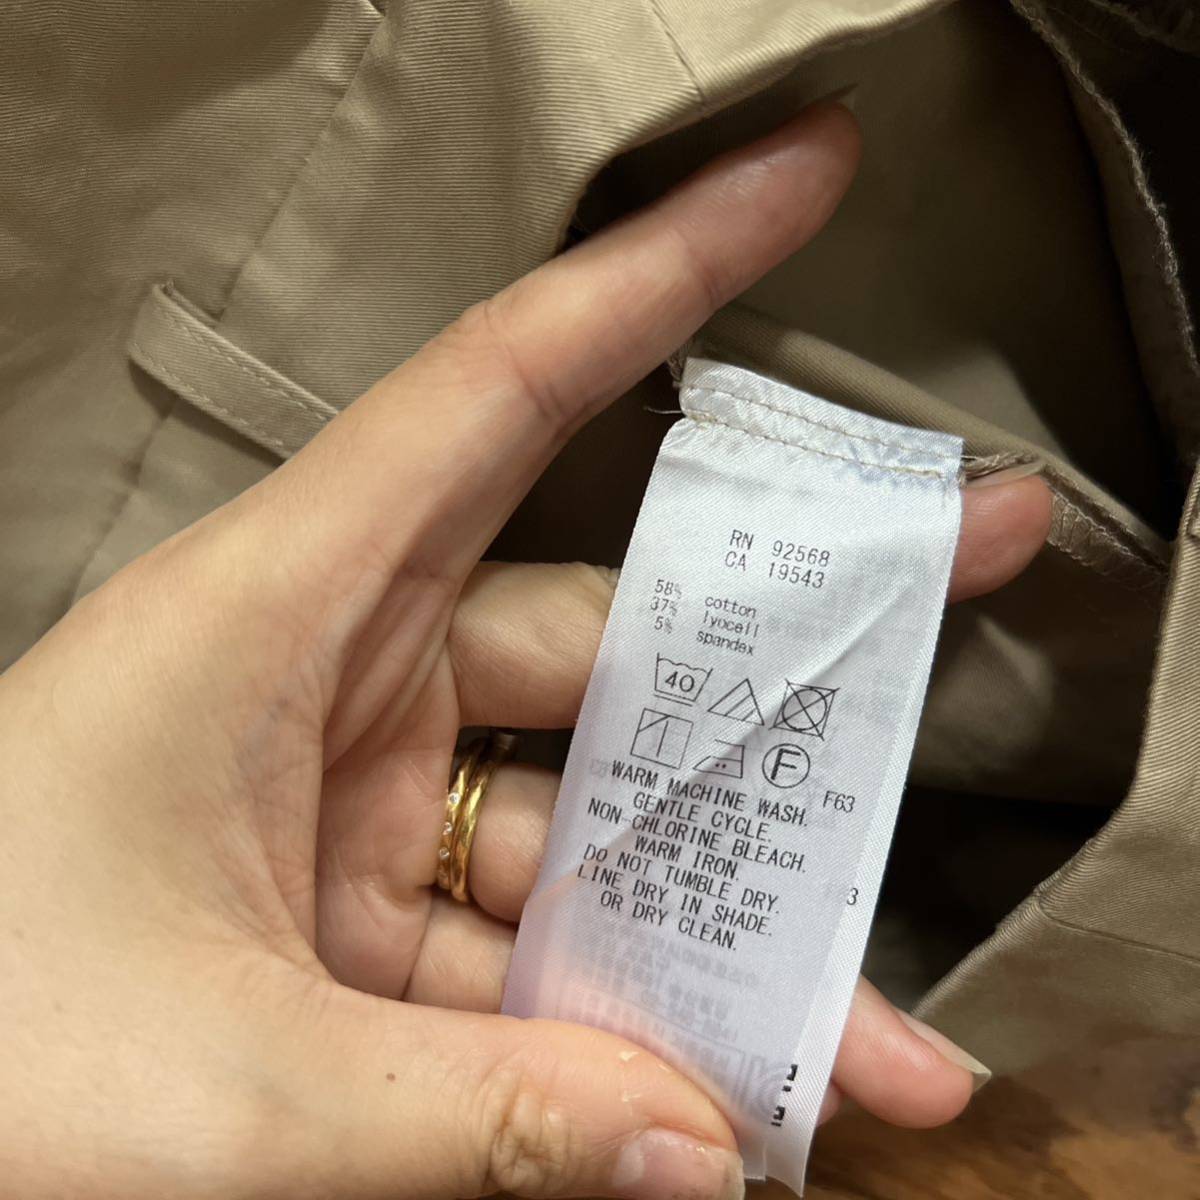 RN 92568
CA 19543
58% cotton
37% lyocell
5% spandex
40
F
F63
WARM MACHINE WASH.
GENTLE CYCLE.
NON-CHLORINE BLEACH.
WARM IRON.
DO NOT TUMBLE DRY.
LINE DRY IN SHADE.
OR DRY CLEAN.
3